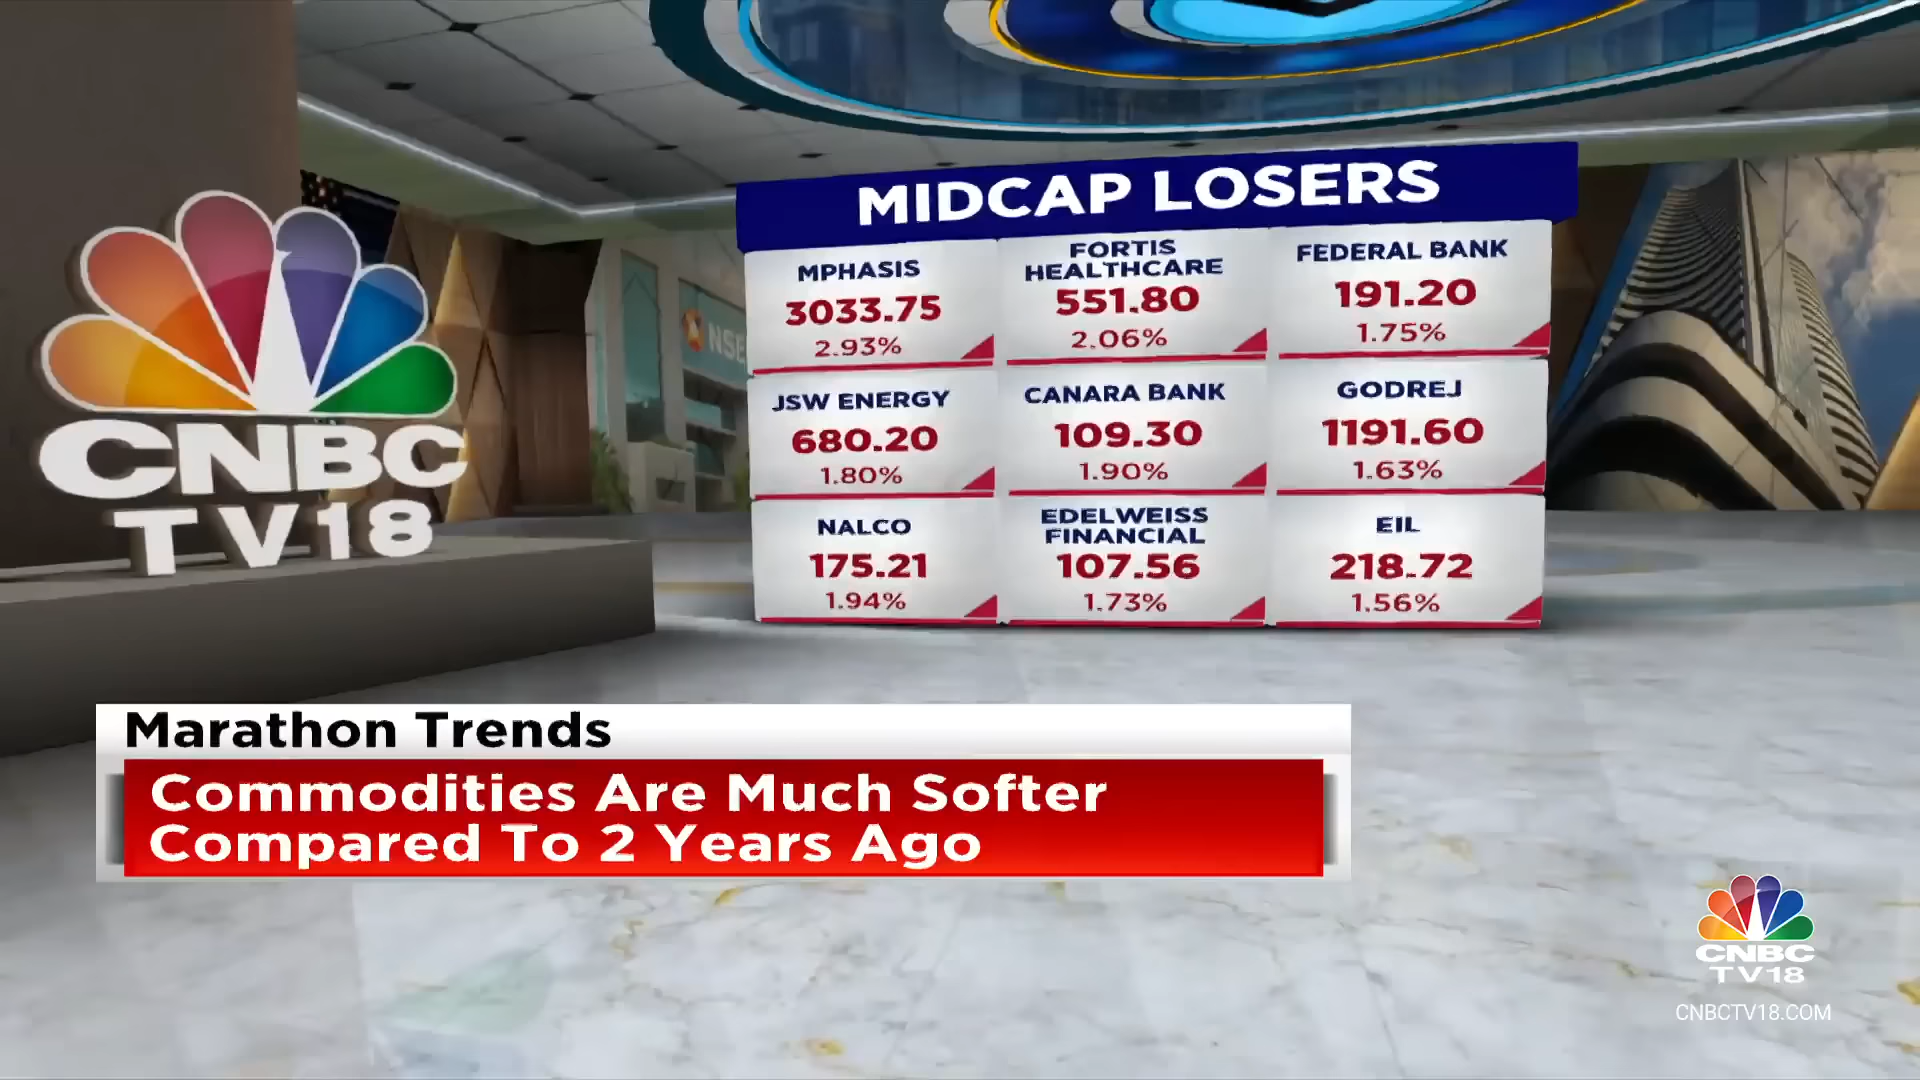 MIDCAP LOSERS
MPHASIS
3033.75
2.93%
FORTIS
HEALTHCARE
551.80
2.06%
FEDERAL BANK
191.20
1.75%
JSW ENERGY
680.20
1.80%
CANARA BANK
109.30
1.90%
GODREJ
1191.60
1.63%
NALCO
175.21
1.94%
EDELWEISS
FINANCIAL
107.56
1.73%
EIL
218.72
1.56%
NSE
CNBC
TV18
Marathon Trends
Commodities Are Much Softer
Compared To 2 Years Ago
CNBC
TV18
CNBCTV18.COM